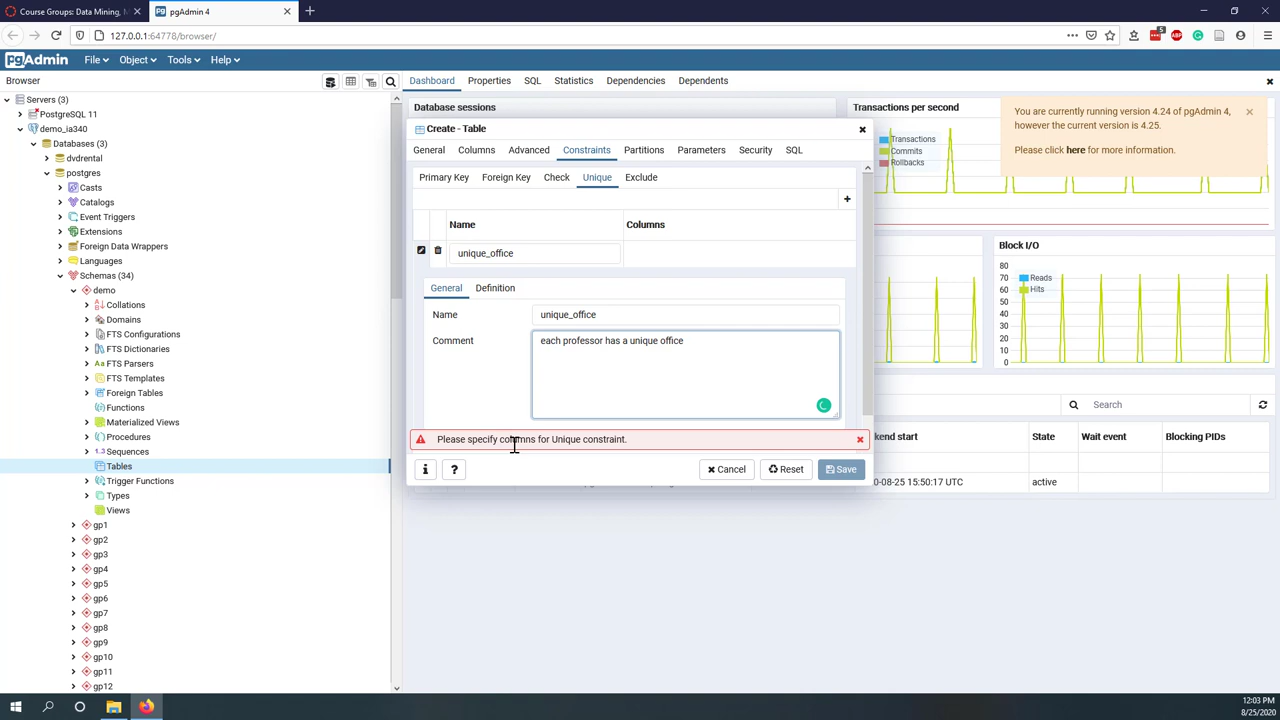 Course Groups: Data Mining, M
pgAdmin 4
127.0.0.1:64778/browser/
pgAdmin
File
Object
Tools
Help
Browser
Dashboard
Properties
SQL
Statistics
Dependencies
Dependents
Servers (3)
PostgreSQL 11
demo_ia340
Databases (3)
dvdrental
postgres
Casts
Catalogs
Event Triggers
Extensions
Foreign Data Wrappers
Languages
Schemas (34)
demo
Collations
Domains
FTS Configurations
FTS Dictionaries
FTS Parsers
FTS Templates
Foreign Tables
Functions
Materialized Views
Procedures
1.3 Sequences
Tables
Trigger Functions
Types
Views
gp1
gp2
gp3
gp4
gp5
gp6
gp7
gp8
gp9
gp10
gp11
gp12
Database sessions
Transactions per second
Transactions
Commits
Rollbacks
You are currently running version 4.24 of pgAdmin 4,
however the current version is 4.25.
Please click here for more information.
Create - Table
General
Columns
Advanced
Constraints
Partitions
Parameters
Security
SQL
Primary Key
Foreign Key
Check
Unique
Exclude
Name
Columns
unique_office
General
Definition
Name
unique_office
Comment
each professor has a unique office
Please specify columns for Unique constraint.
Cancel
Reset
Save
Block I/O
80
70
60
50
40
30
20
10
0
Reads
Hits
Search
kend start
State
Wait event
Blocking PIDs
0-08-25 15:50:17 UTC
active
12:03 PM
8/25/2020